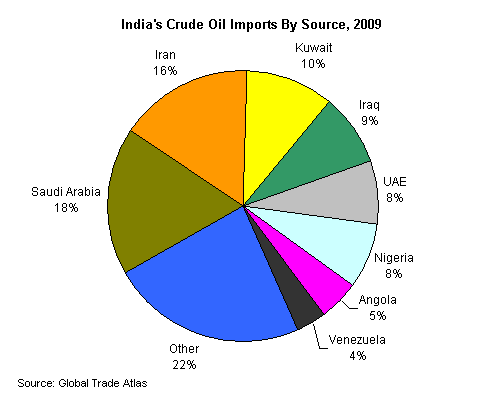 India's Crude Oil Imports By Source, 2009
Kuwait
10%
Iraq
9%
UAE
8%
Nigeria
8%
Angola
5%
Venezuela
4%
Other
22%
Saudi Arabia
18%
Iran
16%
Source: Global Trade Atlas